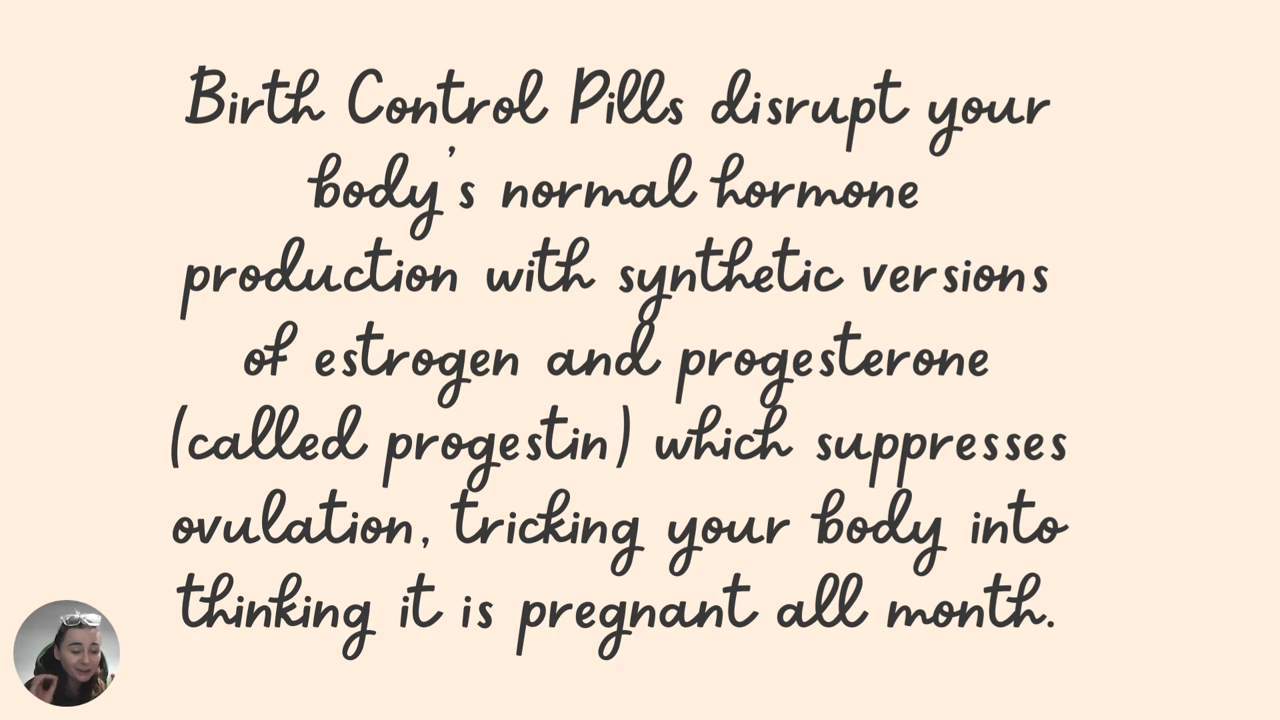 Birth Control Pills disrupt your
body's normal hormone
production with synthetic versions
of estrogen and progesterone
(called progestin) which suppresses
ovulation, tricking your body into
thinking it is pregnant all month.